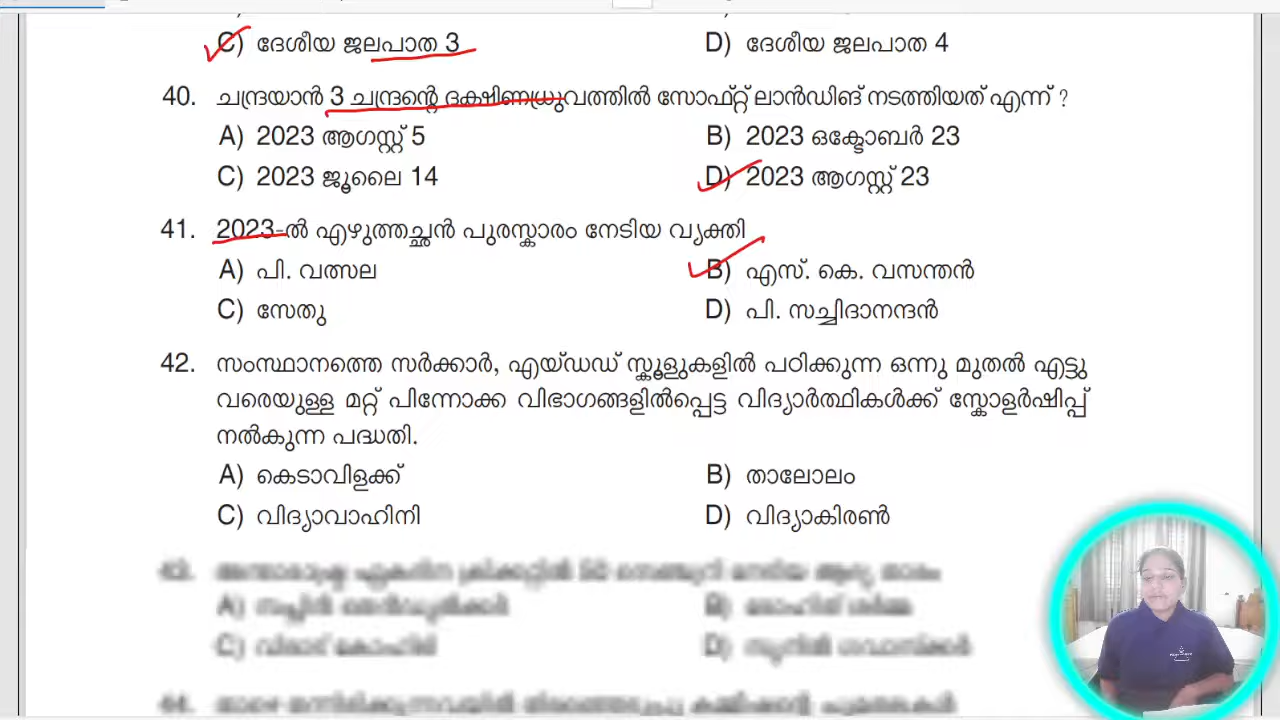 C) ദേശീയ ജലപാത 3
D) ദേശീയ ജലപാത 4
40. ചന്ദ്രയാൻ 3 ചന്ദ്രന്റെ ദക്ഷിണധ്രുവത്തിൽ സോഫ്റ്റ് ലാൻഡിങ് നടത്തിയത് എന്ന് ?
A) 2023 ആഗസ്റ്റ് 5
B) 2023 ഒക്ടോബർ 23
C) 2023 ജൂലൈ 14
D) 2023 ആഗസ്റ്റ് 23
41. 2023-ൽ എഴുത്തച്ഛൻ പുരസ്കാരം നേടിയ വ്യക്തി
A) പി. വത്സല
B) എസ്. കെ. വസന്തൻ
C) സേതു
D) പി. സച്ചിദാനന്ദൻ
42. സംസ്ഥാനത്തെ സർക്കാർ, എയ്ഡഡ് സ്കൂളുകളിൽ പഠിക്കുന്ന ഒന്നു മുതൽ എട്ടു
വരെയുള്ള മറ്റ് പിന്നോക്ക വിഭാഗങ്ങളിൽപ്പെട്ട വിദ്യാർത്ഥികൾക്ക് സ്കോളർഷിപ്പ്
നൽകുന്ന പദ്ധതി.
A) കെടാവിളക്ക്
B) താലോലം
C) വിദ്യാവാഹിനി
D) വിദ്യാകിരൺ